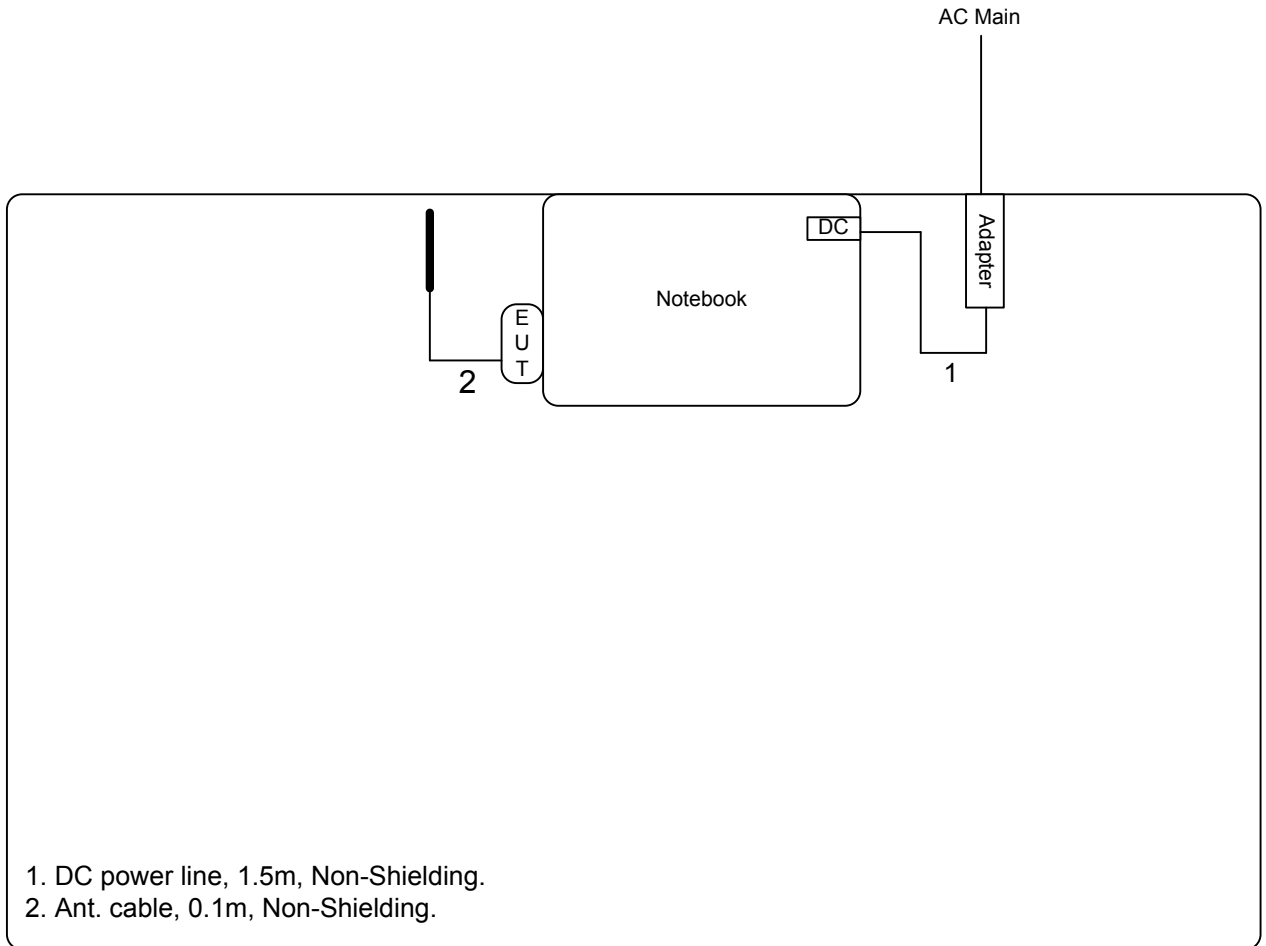 AC Main
Adapter
DC
Notebook
E
U
T
2
1
1. DC power line, 1.5m, Non-Shielding.
2. Ant. cable, 0.1m, Non-Shielding.